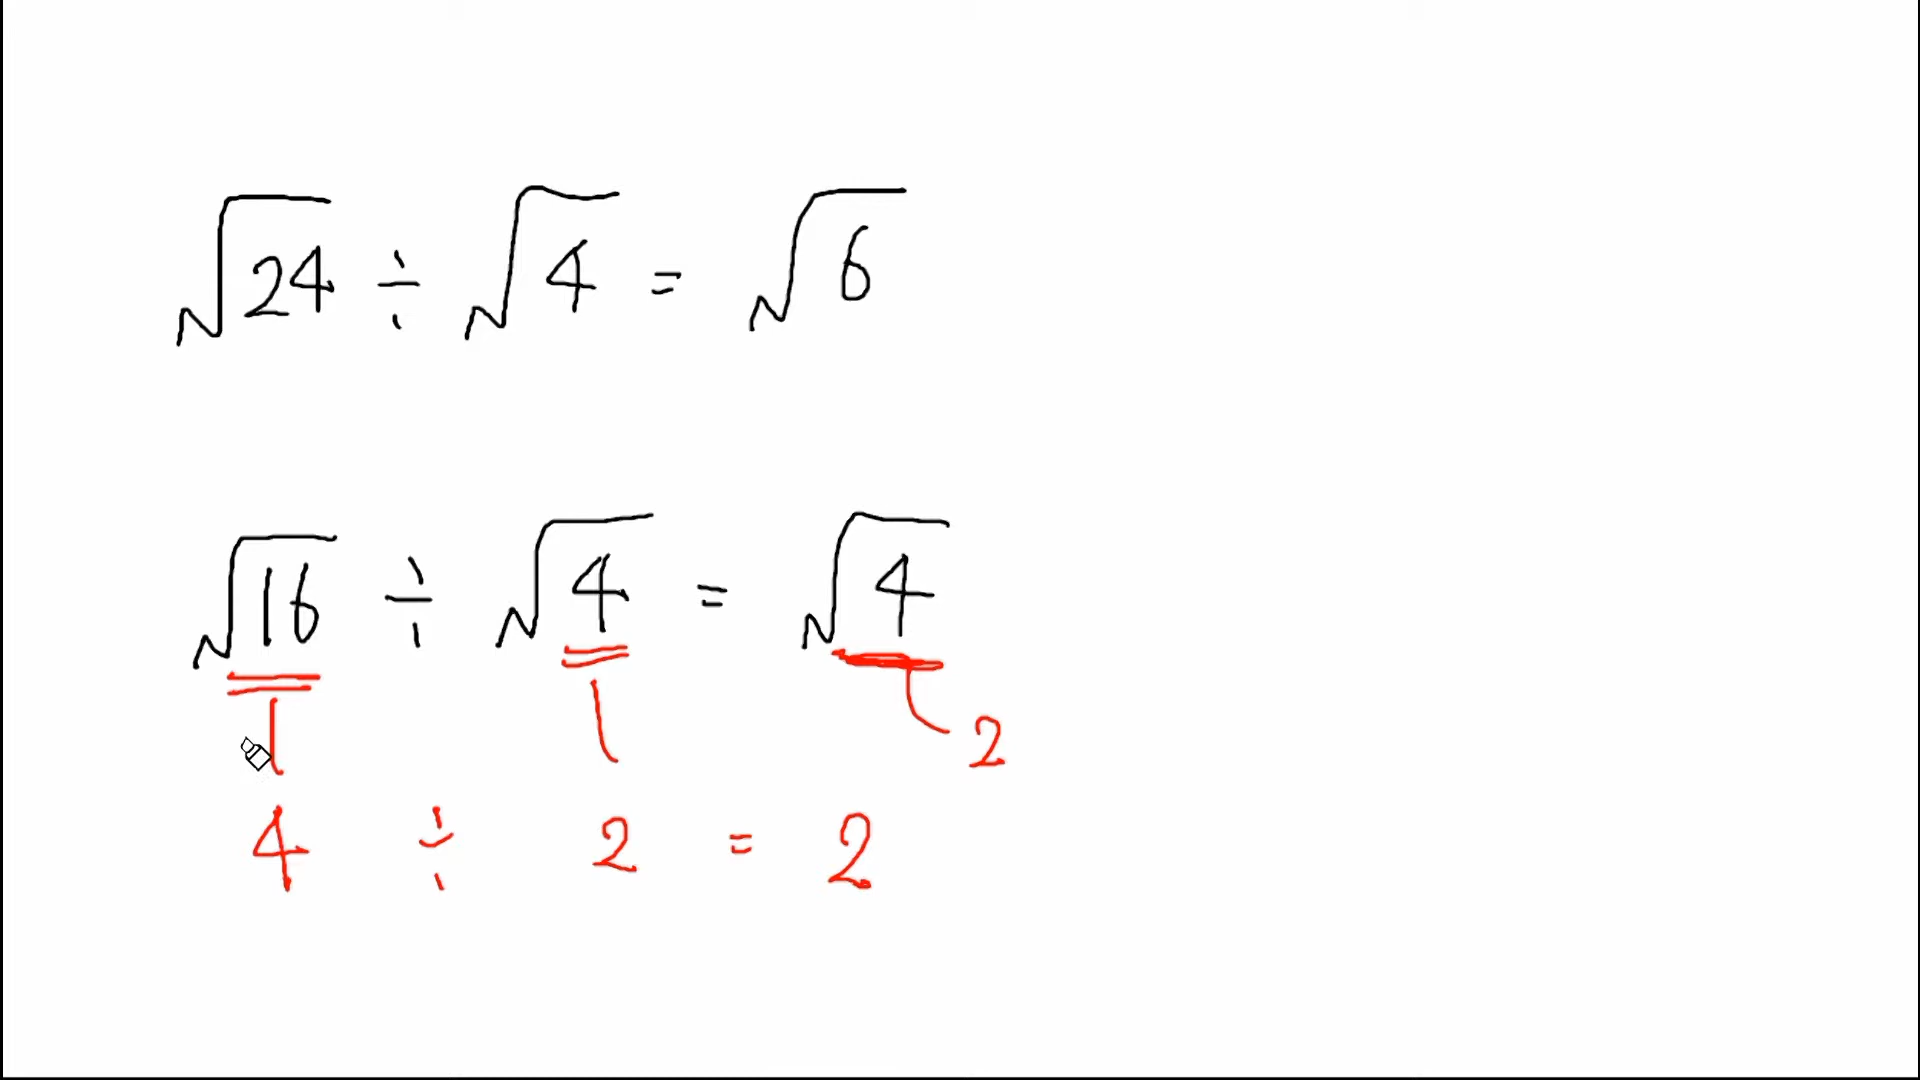 √24 ÷ √4 = √6
√16 ÷ √4 = √4
2
4 ÷ 2 = 2